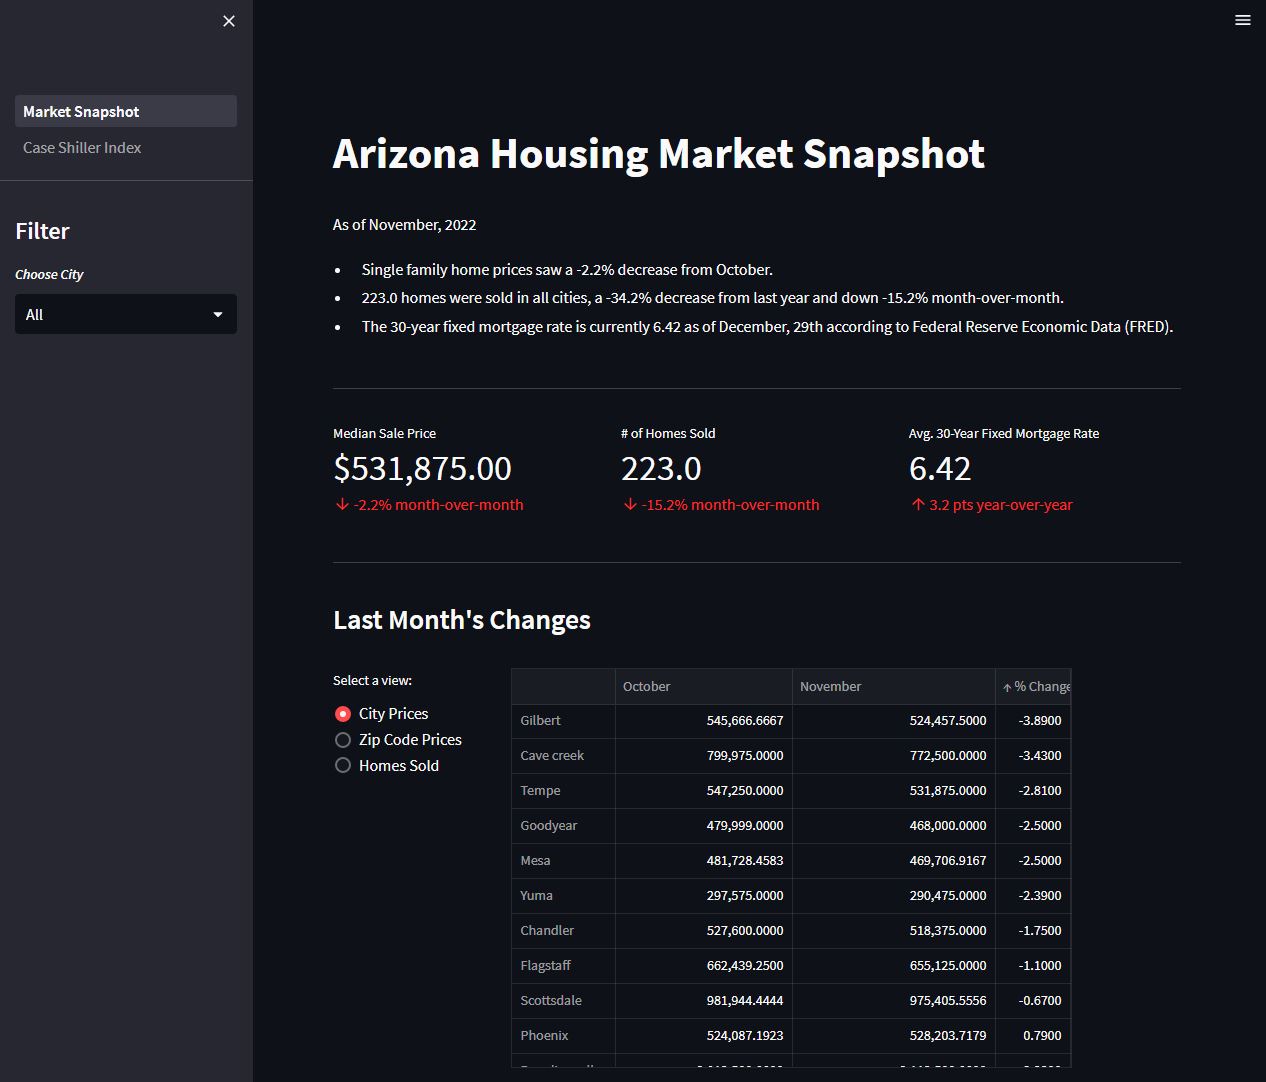 Market Snapshot
Case Shiller Index
Filter
Choose City
All
Arizona Housing Market Snapshot
As of November, 2022
• Single family home prices saw a -2.2% decrease from October.
• 223.0 homes were sold in all cities, a -34.2% decrease from last year and down -15.2% month-over-month.
• The 30-year fixed mortgage rate is currently 6.42 as of December, 29th according to Federal Reserve Economic Data (FRED).
Median Sale Price # of Homes Sold Avg. 30-Year Fixed Mortgage Rate
$531,875.00 223.0 6.42
↓ -2.2% month-over-month ↓ -15.2% month-over-month ↑ 3.2 pts year-over-year
Last Month's Changes
Select a view:
City Prices
Zip Code Prices
Homes Sold
October November ↑ % Change
Gilbert 545,666.6667 524,457.5000 -3.8900
Cave creek 799,975.0000 772,500.0000 -3.4300
Tempe 547,250.0000 531,875.0000 -2.8100
Goodyear 479,999.0000 468,000.0000 -2.5000
Mesa 481,728.4583 469,706.9167 -2.5000
Yuma 297,575.0000 290,475.0000 -2.3900
Chandler 527,600.0000 518,375.0000 -1.7500
Flagstaff 662,439.2500 655,125.0000 -1.1000
Scottsdale 981,944.4444 975,405.5556 -0.6700
Phoenix 524,087.1923 528,203.7179 0.7900